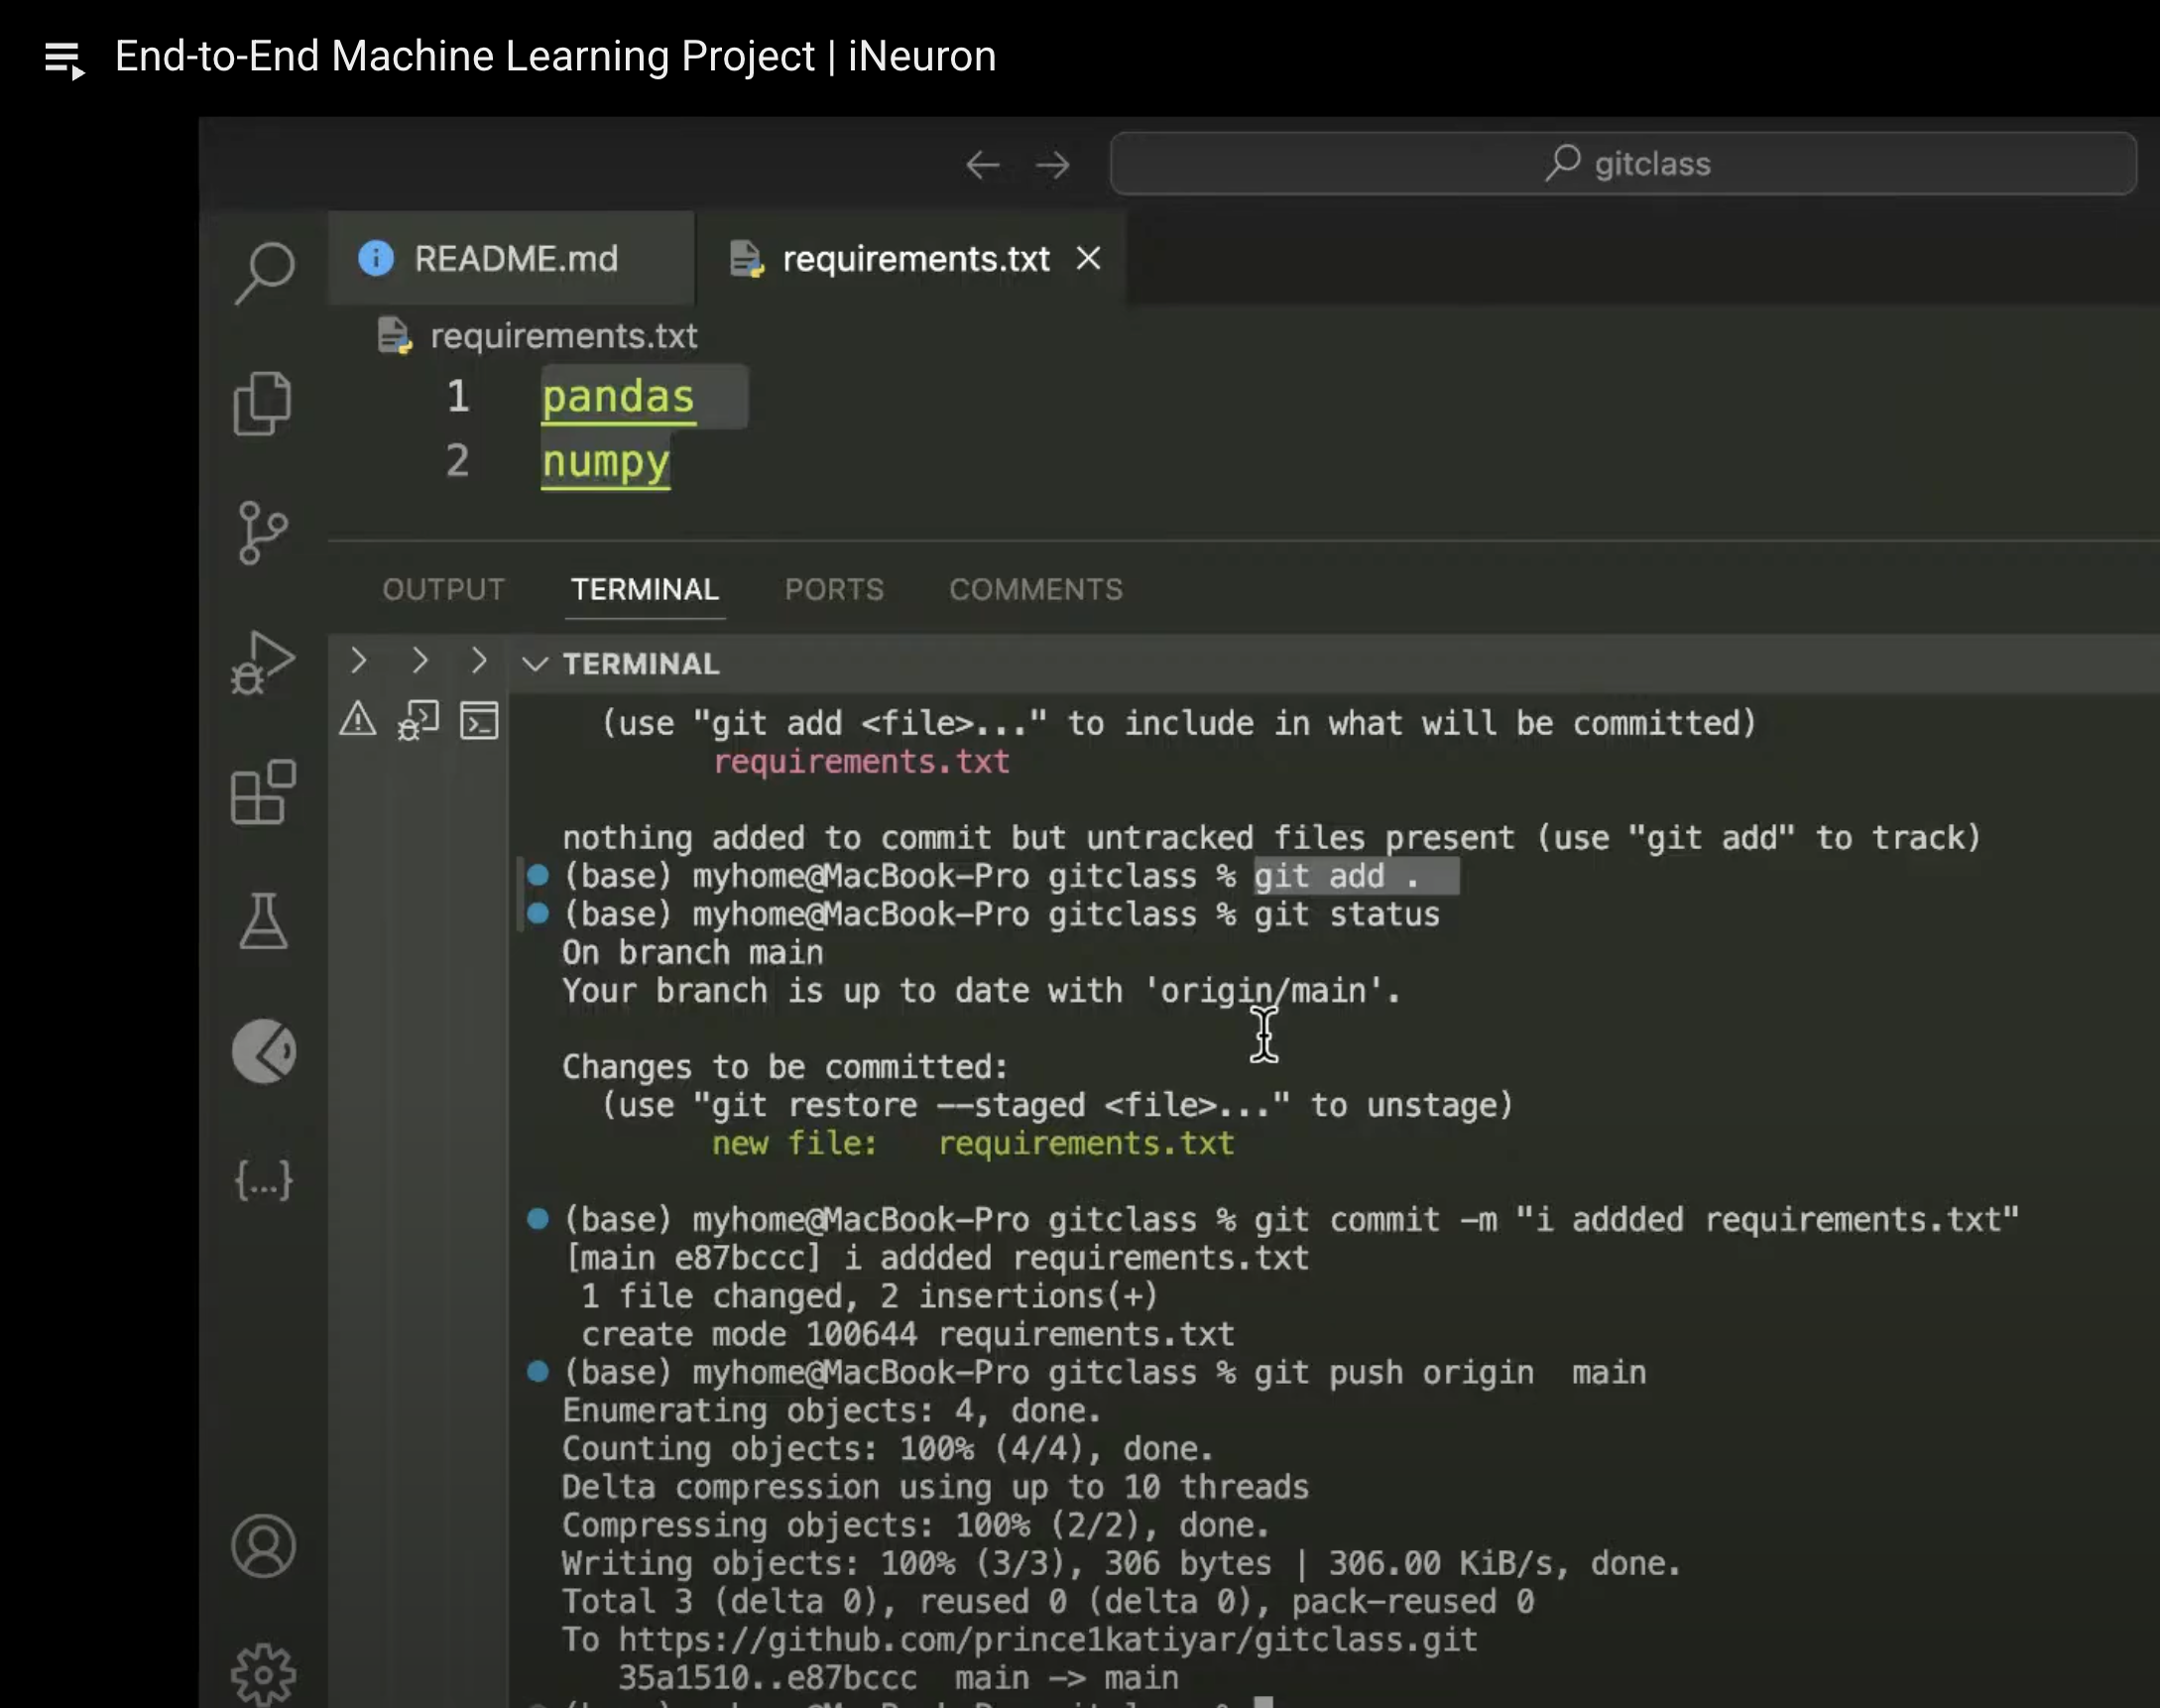 End-to-End Machine Learning Project | iNeuron
gitclass
README.md
requirements.txt
requirements.txt
1 pandas
2 numpy
OUTPUT TERMINAL PORTS COMMENTS
TERMINAL
(use "git add <file>..." to include in what will be committed)
requirements.txt
nothing added to commit but untracked files present (use "git add" to track)
(base) myhome@MacBook-Pro gitclass % git add .
(base) myhome@MacBook-Pro gitclass % git status
On branch main
Your branch is up to date with 'origin/main'.
Changes to be committed:
(use "git restore --staged <file>..." to unstage)
new file:   requirements.txt
(base) myhome@MacBook-Pro gitclass % git commit -m "i addded requirements.txt"
[main e87bccc] i addded requirements.txt
1 file changed, 2 insertions(+)
create mode 100644 requirements.txt
(base) myhome@MacBook-Pro gitclass % git push origin  main
Enumerating objects: 4, done.
Counting objects: 100% (4/4), done.
Delta compression using up to 10 threads
Compressing objects: 100% (2/2), done.
Writing objects: 100% (3/3), 306 bytes | 306.00 KiB/s, done.
Total 3 (delta 0), reused 0 (delta 0), pack-reused 0
To https://github.com/prince1katiyar/gitclass.git
35a1510..e87bccc  main -> main